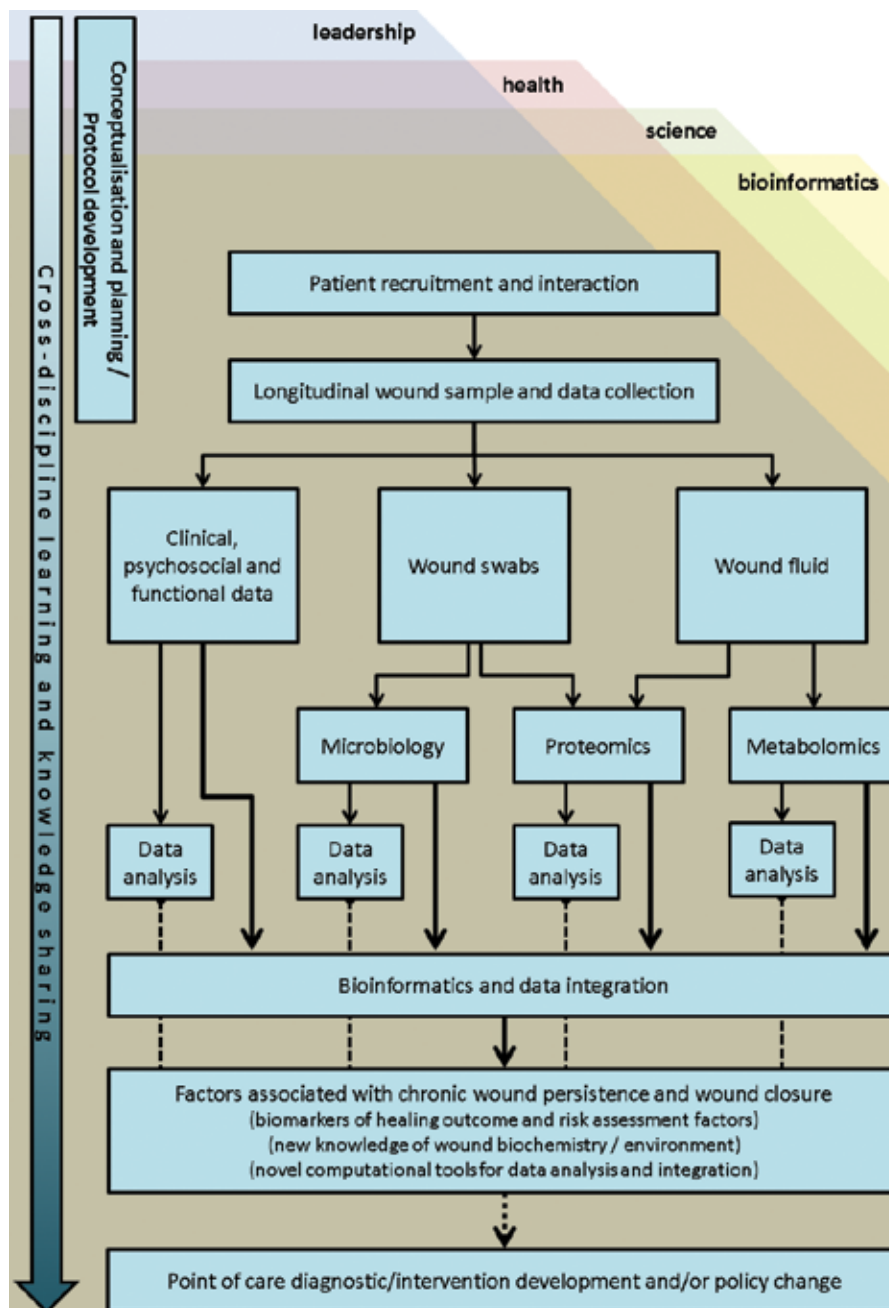 leadership
health
science
bioinformatics
Conceptualisation and planning /
Protocol development
Cross-discipline learning and knowledge sharing
Patient recruitment and interaction
Longitudinal wound sample and data collection
Clinical,
psychosocial and
functional data
Wound swabs
Wound fluid
Microbiology
Proteomics
Metabolomics
Data
analysis
Data
analysis
Data
analysis
Data
analysis
Bioinformatics and data integration
Factors associated with chronic wound persistence and wound closure
(biomarkers of healing outcome and risk assessment factors)
(new knowledge of wound biochemistry / environment)
(novel computational tools for data analysis and integration)
Point of care diagnostic/intervention development and/or policy change